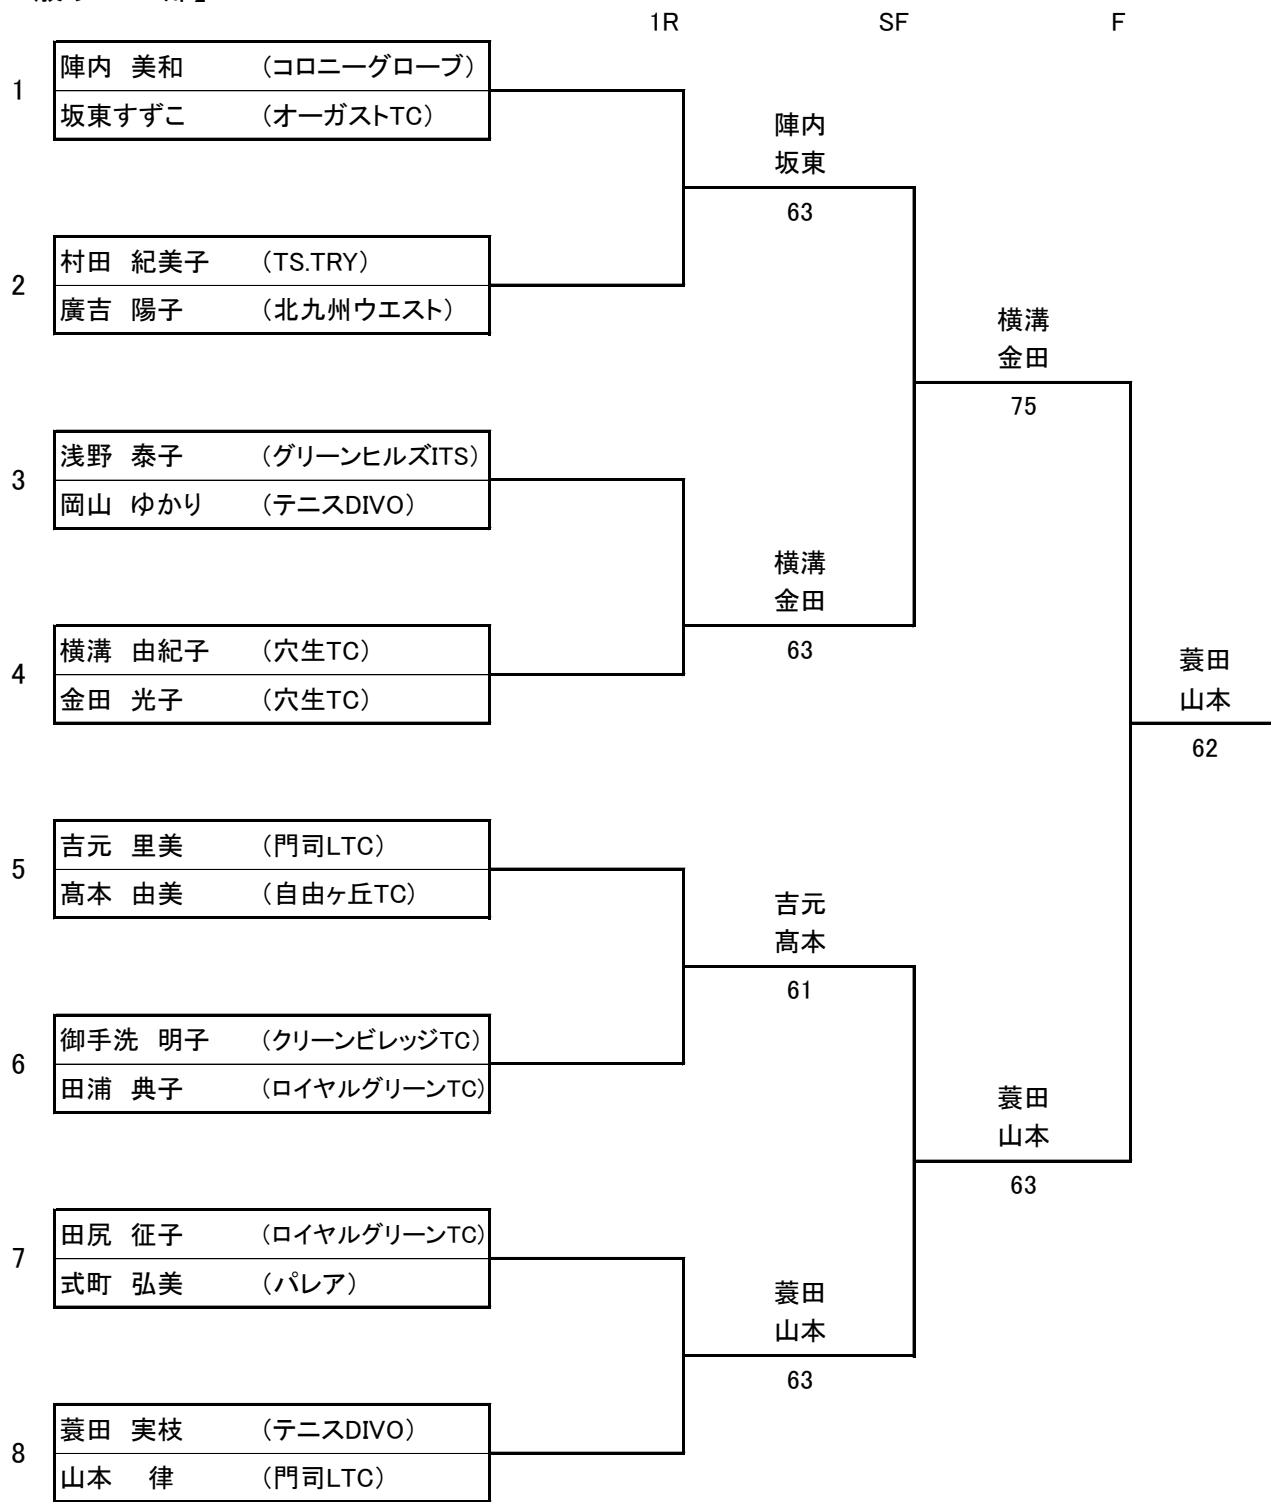 1R SF F
1
陣内 美和 (コロニーグローブ)
坂東すずこ (オーガストTC)
陣内
坂東
63
2
村田 紀美子 (TS.TRY)
廣吉 陽子 (北九州ウエスト)
横溝
金田
75
3
浅野 泰子 (グリーンヒルズITS)
岡山 ゆかり (テニスDIVO)
横溝
金田
63
4
横溝 由紀子 (穴生TC)
金田 光子 (穴生TC)
蓑田
山本
62
5
吉元 里美 (門司LTC)
髙本 由美 (自由ヶ丘TC)
吉元
髙本
61
6
御手洗 明子 (クリーンビレッジTC)
田浦 典子 (ロイヤルグリーンTC)
蓑田
山本
63
7
田尻 征子 (ロイヤルグリーンTC)
式町 弘美 (パレア)
蓑田
山本
63
8
蓑田 実枝 (テニスDIVO)
山本 律 (門司LTC)